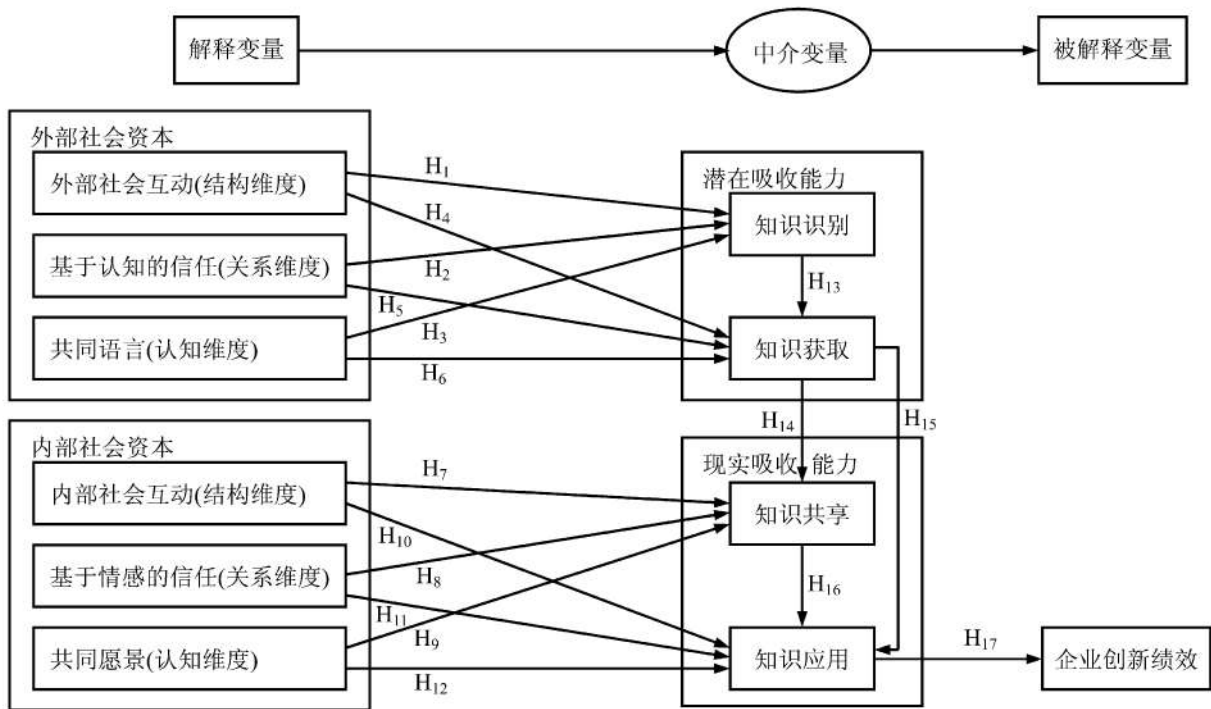 解释变量
中介变量
被解释变量
外部社会资本
外部社会互动(结构维度)
基于认知的信任(关系维度)
共同语言(认知维度)
H₁
H₄
H₂
H₅
H₃
H₆
潜在吸收能力
知识识别
H₁₃
知识获取
H₁₄
H₁₅
内部社会资本
内部社会互动(结构维度)
基于情感的信任(关系维度)
共同愿景(认知维度)
H₇
H₁₀
H₈
H₁₁
H₉
H₁₂
现实吸收 能力
知识共享
H₁₆
知识应用
H₁₇
企业创新绩效